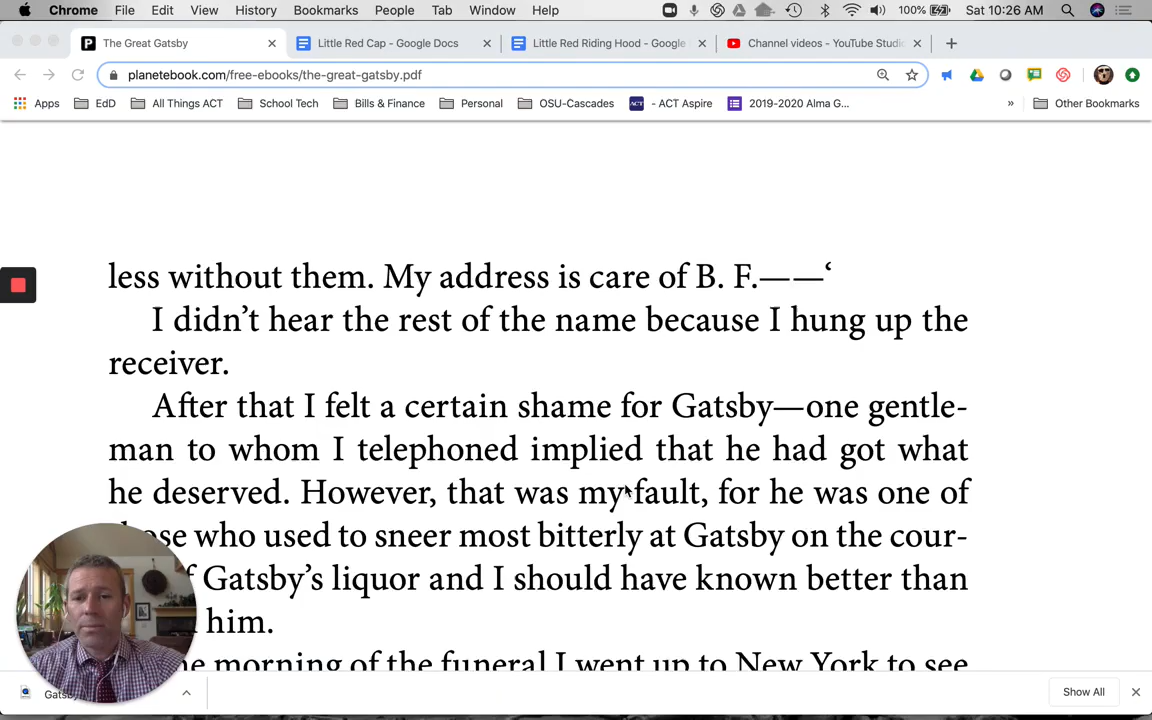 Chrome File Edit View History Bookmarks People Tab Window Help 100% Sat 10:26 AM
The Great Gatsby Little Red Cap - Google Docs Little Red Riding Hood - Google Channel videos - YouTube Studi
planetebook.com/free-ebooks/the-great-gatsby.pdf
Apps EdD All Things ACT School Tech Bills & Finance Personal OSU-Cascades ACT - ACT Aspire 2019-2020 Alma G... » Other Bookmarks
less without them. My address is care of B. F.——‘
I didn’t hear the rest of the name because I hung up the
receiver.
After that I felt a certain shame for Gatsby—one gentle-
man to whom I telephoned implied that he had got what
he deserved. However, that was my fault, for he was one of
who used to sneer most bitterly at Gatsby on the cour-
Gatsby’s liquor and I should have known better than
him.
morning of the funeral I went up to New York to see
Show All